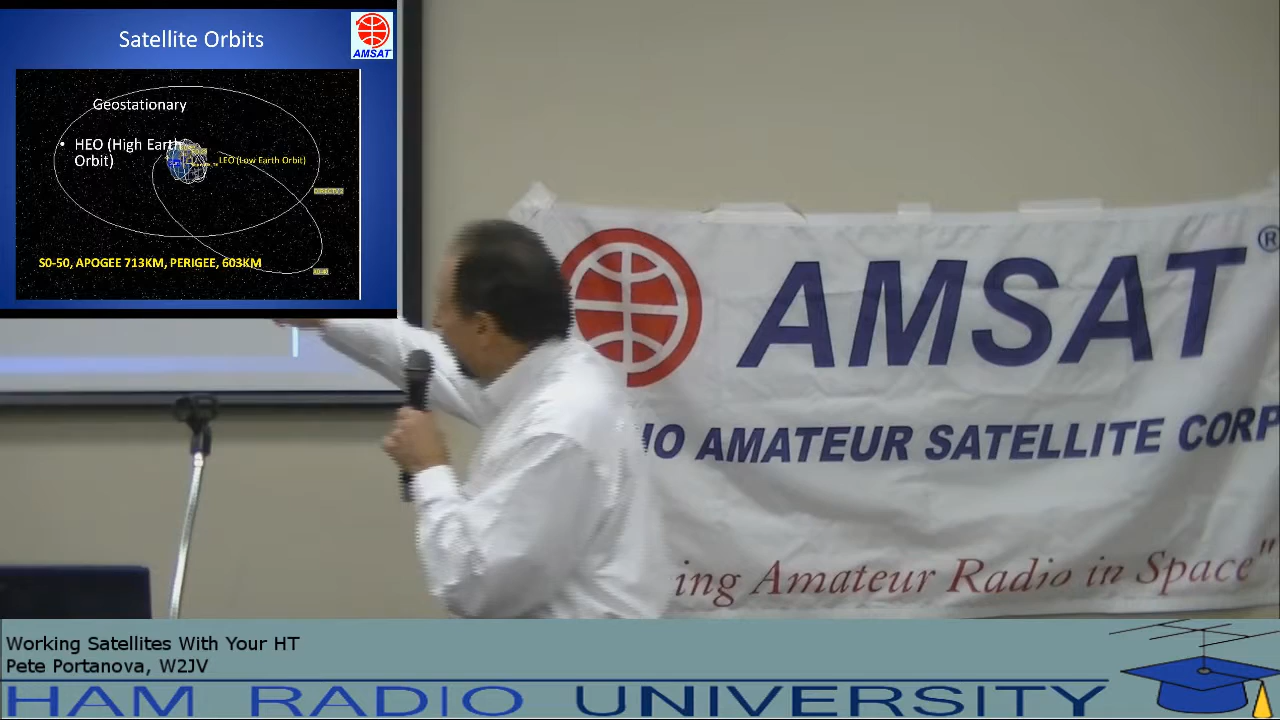 Satellite Orbits
AMSAT
Geostationary
• HEO (High Earth
Orbit)
LEO (Low Earth Orbit)
S0-50, APOGEE 713KM, PERIGEE, 603KM
AO-40
AMSAT®
IO AMATEUR SATELLITE CORP
ing Amateur Radio in Space"
Working Satellites With Your HT
Pete Portanova, W2JV
HAM RADIO UNIVERSITY